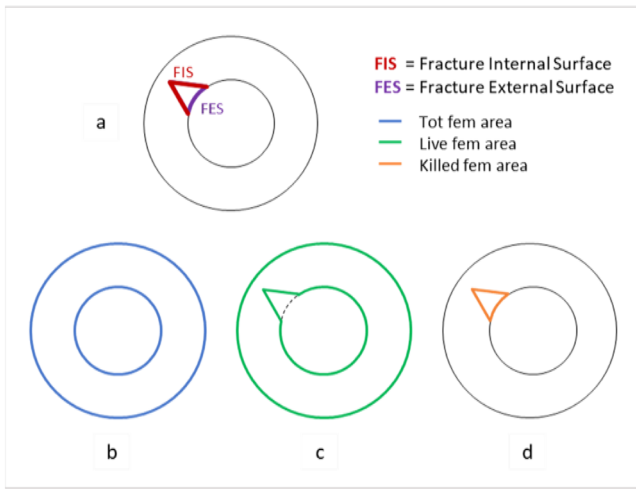 FIS
FES
a
FIS = Fracture Internal Surface
FES = Fracture External Surface
Tot fem area
Live fem area
Killed fem area
b
c
d